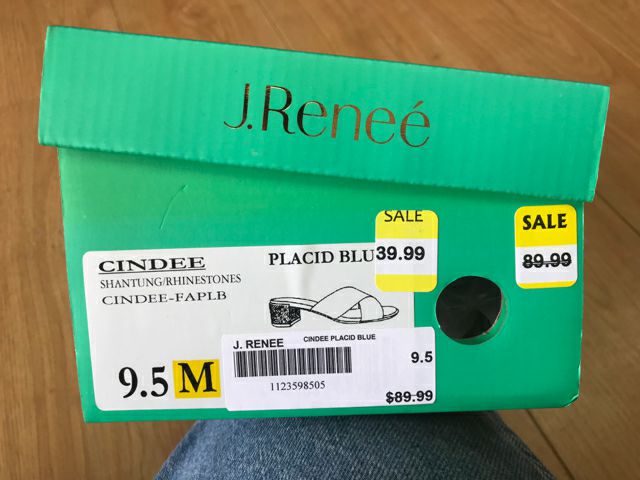 J.Reneé
SALE
39.99
SALE
89.99
CINDEE
SHANTUNG/RHINESTONES
CINDEE-FAPLB
PLACID BLU
9.5 M
J. RENEE CINDEE PLACID BLUE
9.5
1123598505
$89.99